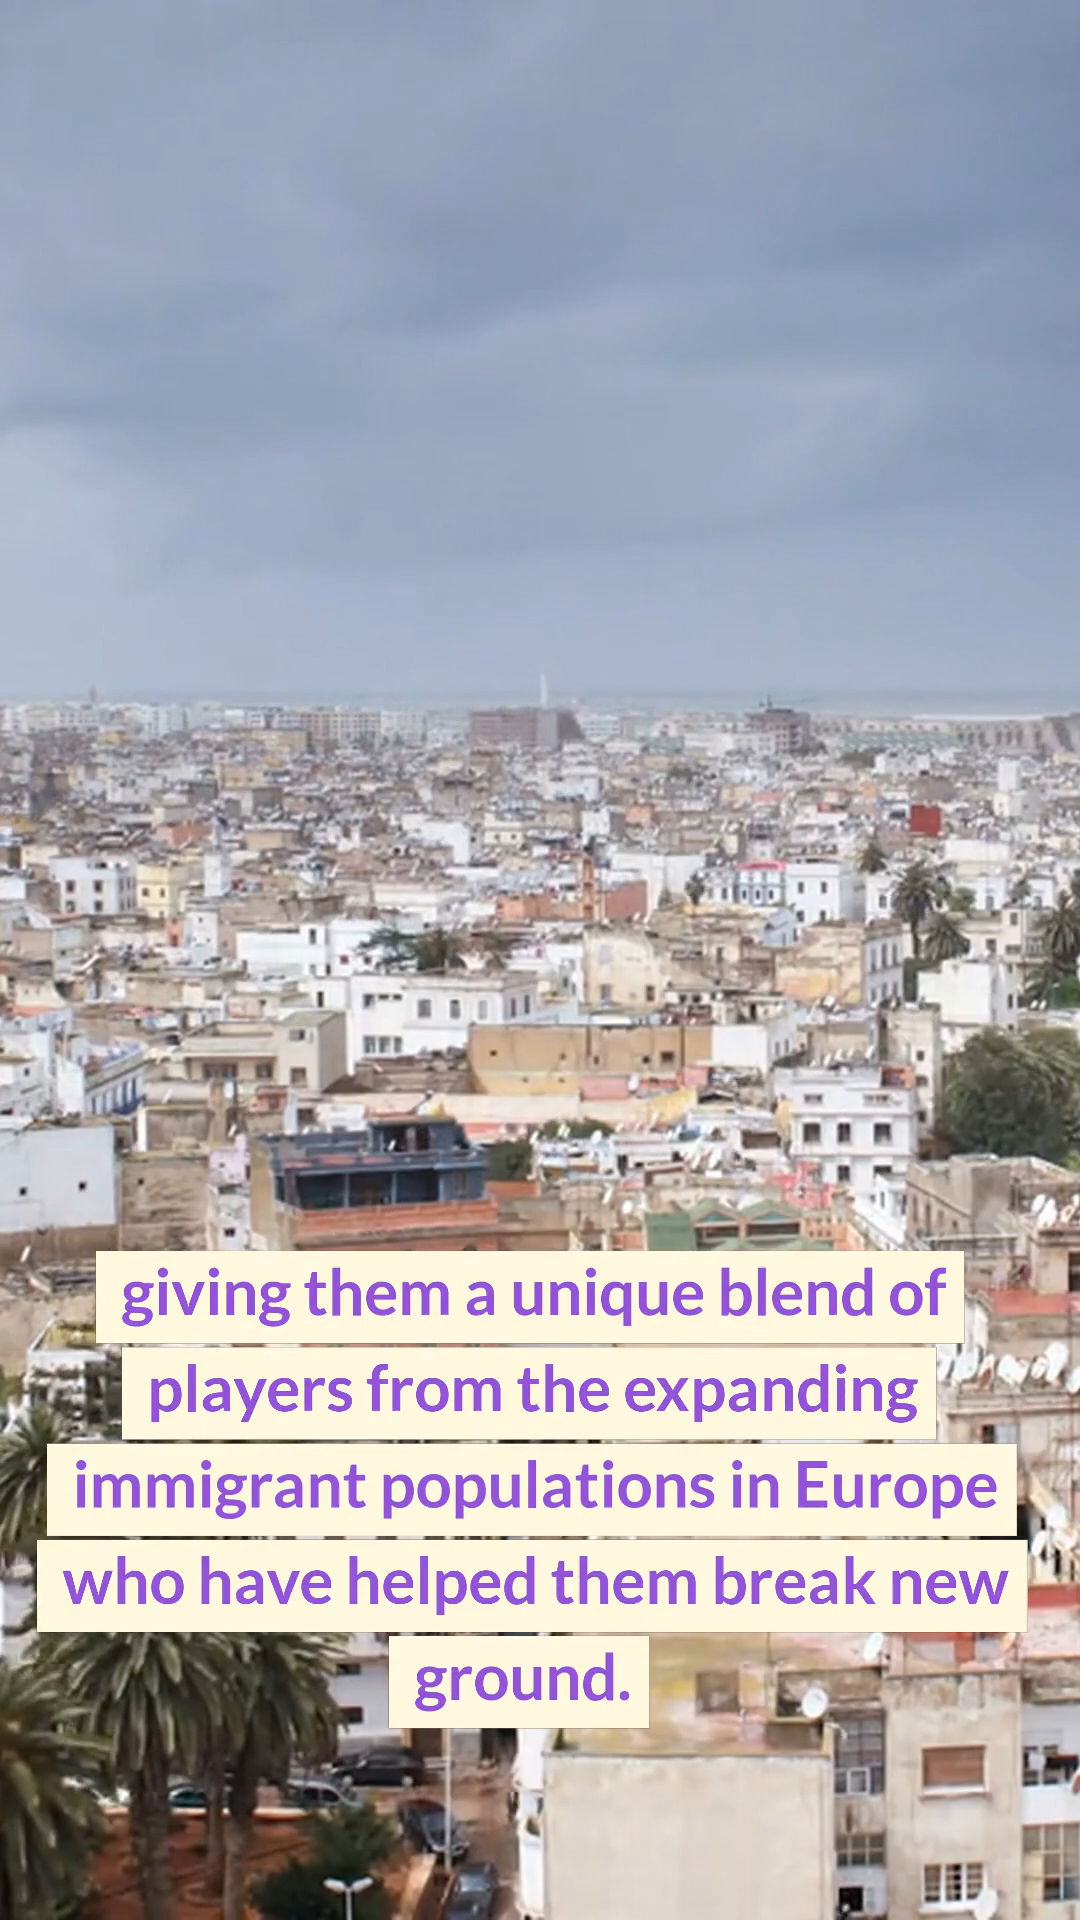 giving them a unique blend of
players from the expanding
immigrant populations in Europe
who have helped them break new
ground.